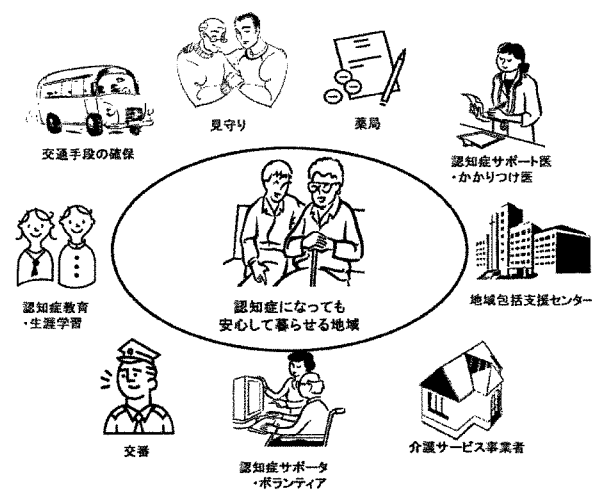 見守り
薬局
交通手段の確保
認知症サポート医
・かかりつけ医
認知症教育
・生涯学習
認知症になっても
安心して暮らせる地域
地域包括支援センター
交番
認知症サポータ
・ボランティア
介護サービス事業者